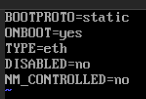 BOOTPROTO=static
ONBOOT=yes
TYPE=eth
DISABLED=no
NM_CONTROLLED=no
~